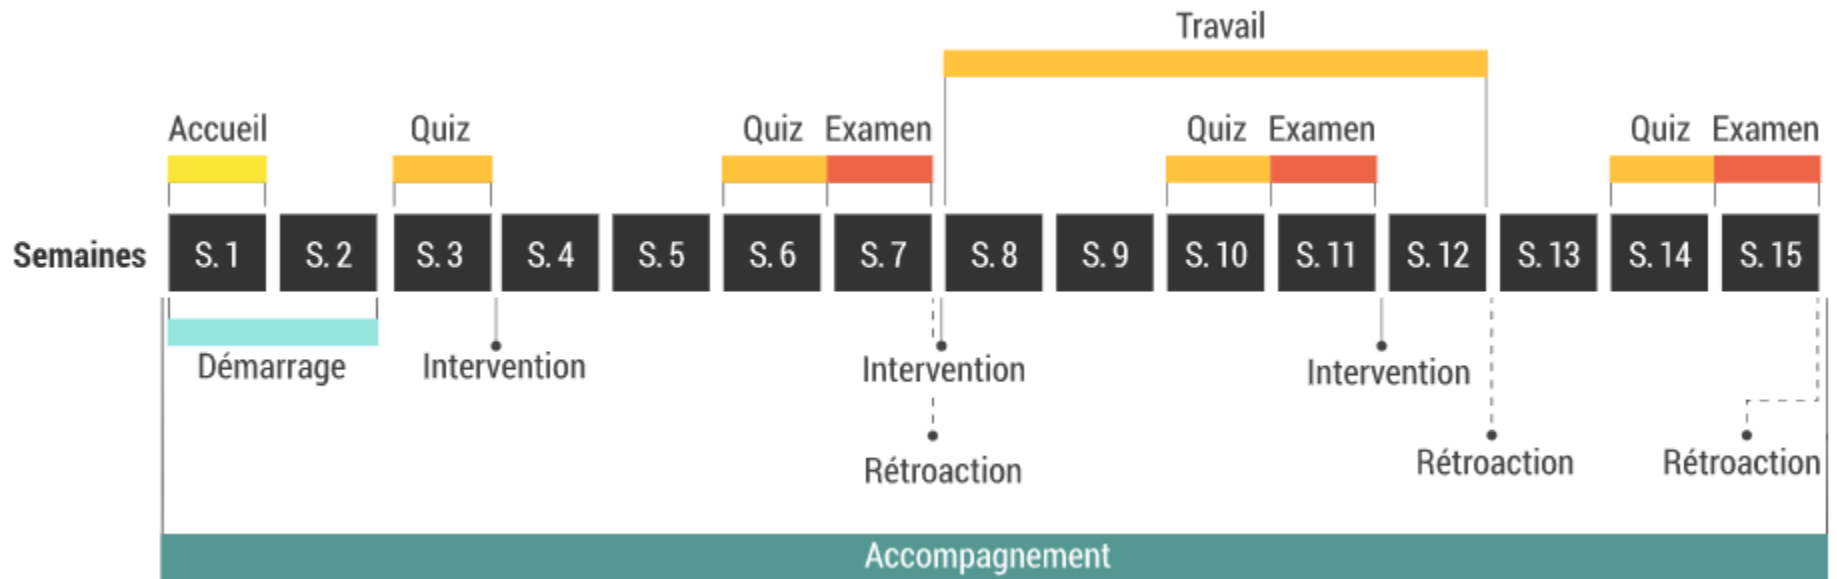 Travail
Accueil Quiz Quiz Examen Quiz Examen Quiz Examen
Semaines S. 1 S. 2 S. 3 S. 4 S. 5 S. 6 S. 7 S. 8 S. 9 S. 10 S. 11 S. 12 S. 13 S. 14 S. 15
Démarrage Intervention Intervention Intervention
Rétroaction Rétroaction Rétroaction
Accompagnement